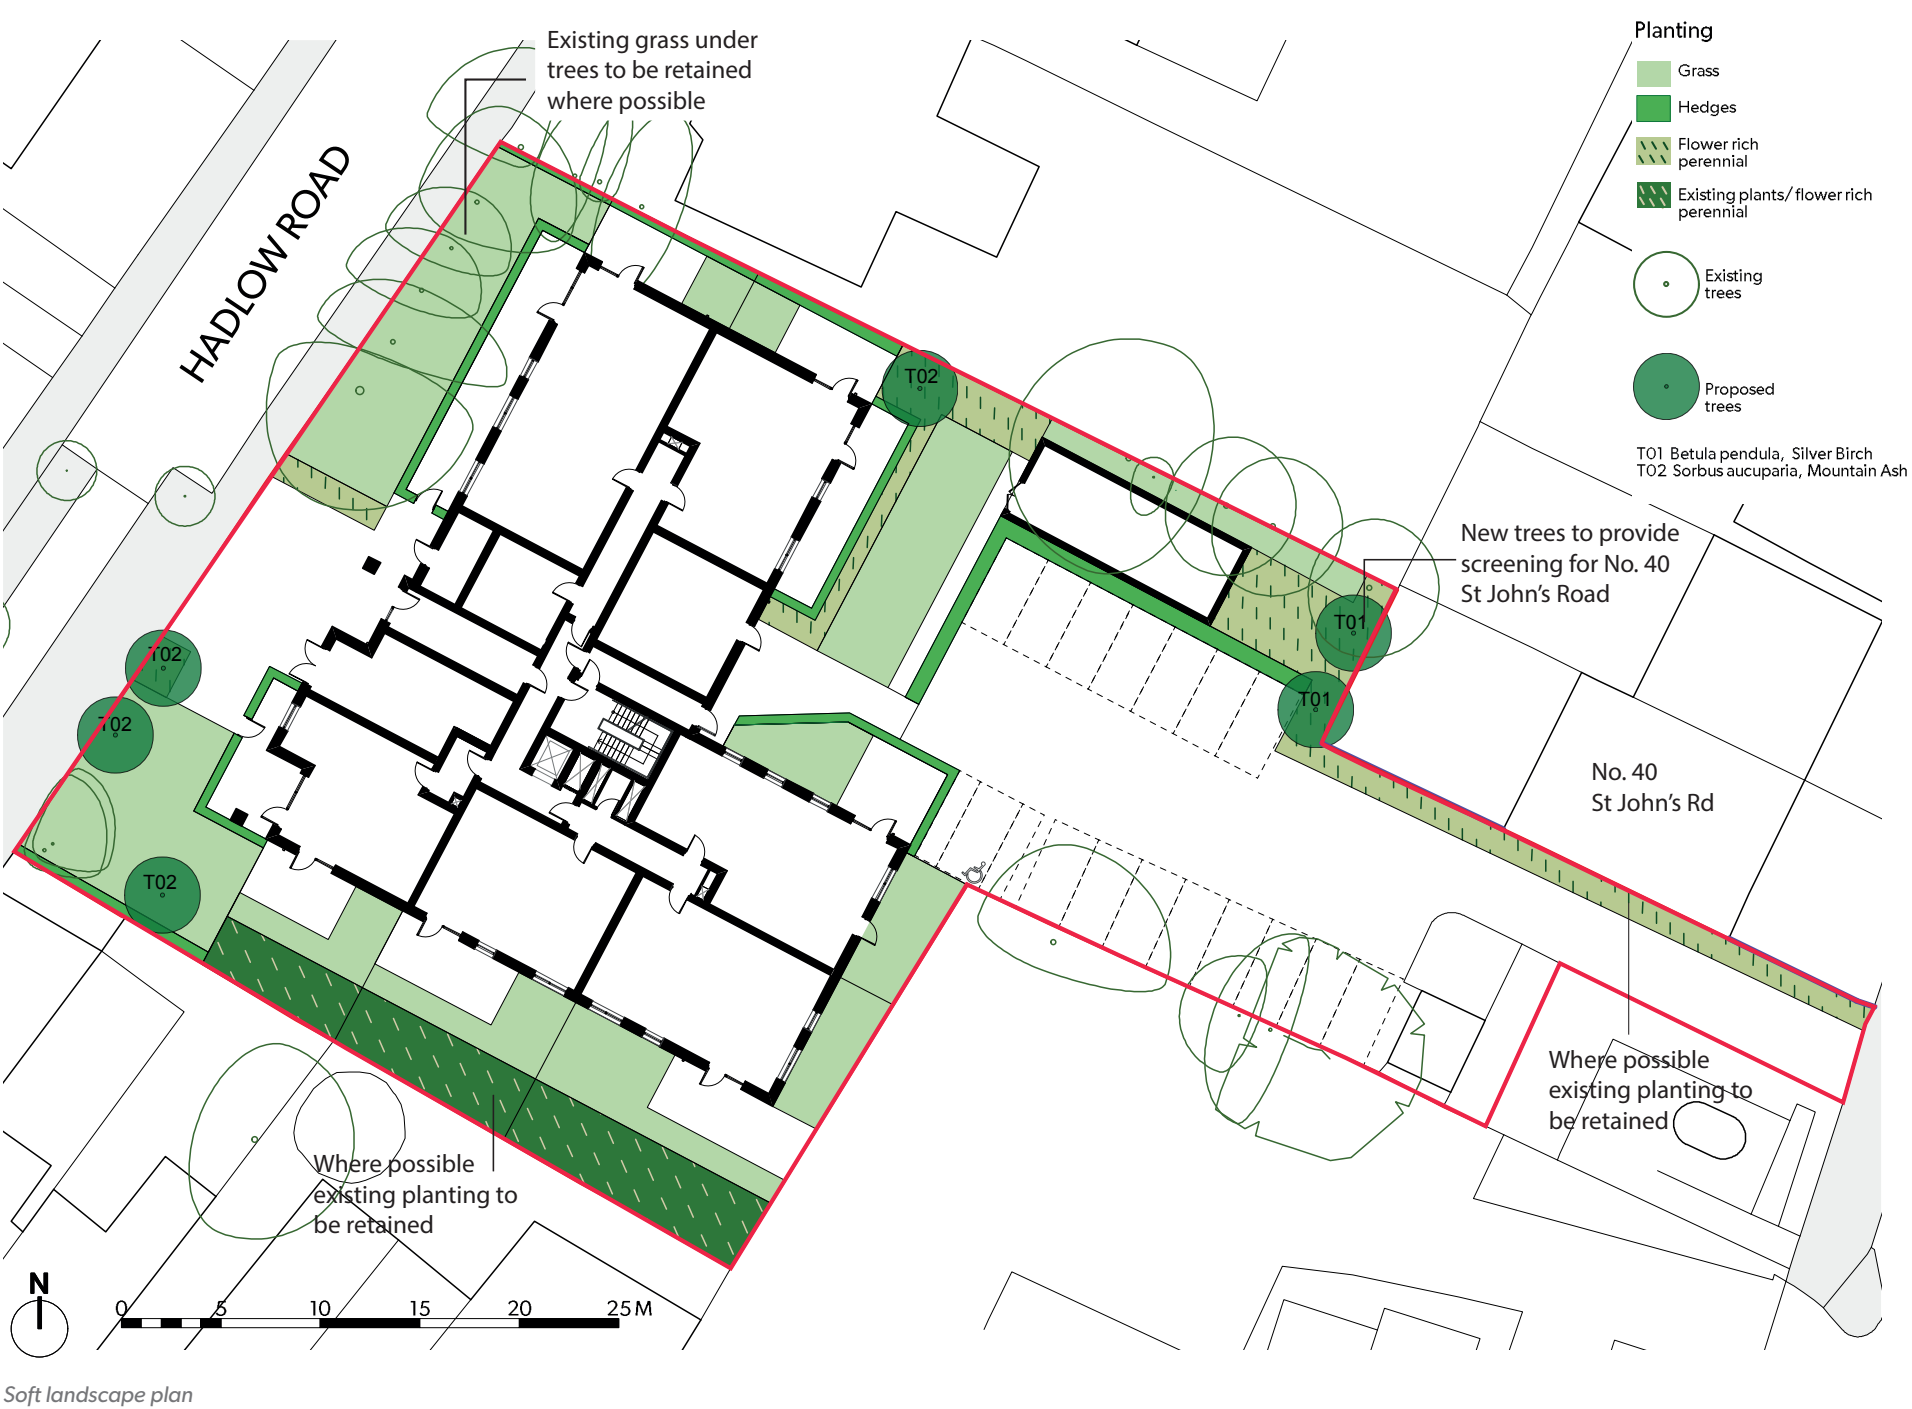 Existing grass under
trees to be retained
where possible
Planting
Grass
Hedges
Flower rich
perennial
Existing plants/ flower rich
perennial
Existing
trees
Proposed
trees
T01 Betula pendula, Silver Birch
T02 Sorbus aucuparia, Mountain Ash
HADLOW ROAD
T02
New trees to provide
screening for No. 40
St John's Road
T01
T01
T02
T02
T02
No. 40
St John's Rd
Where possible
existing planting to
be retained
Where possible
existing planting to
be retained
N
0 5 10 15 20 25 M
Soft landscape plan